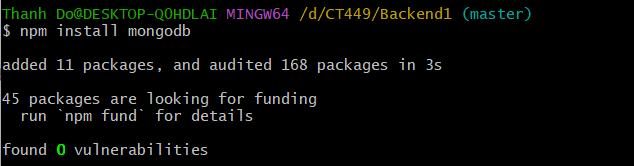 Thanh Do@DESKTOP-QOHDLAI MINGW64 /d/CT449/Backend1 (master)
$ npm install mongodb
added 11 packages, and audited 168 packages in 3s
45 packages are looking for funding
  run `npm fund` for details
found 0 vulnerabilities